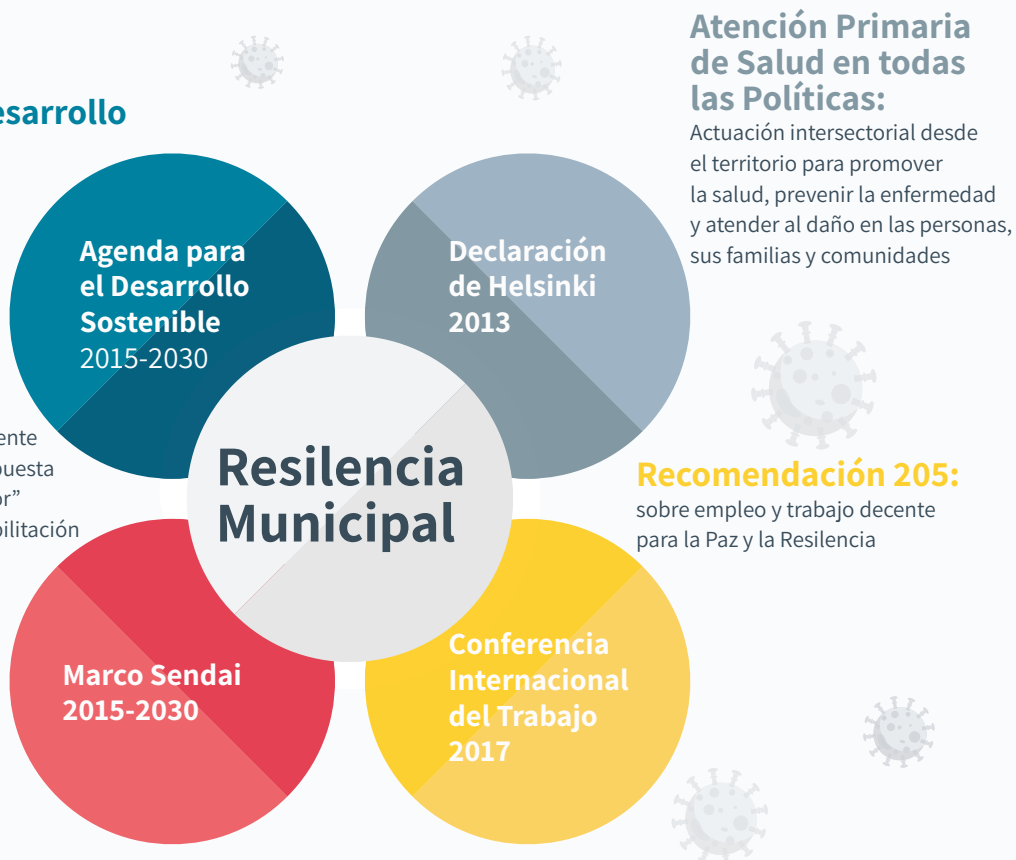 Atención Primaria
de Salud en todas
las Políticas:
Actuación intersectorial desde
el territorio para promover
la salud, prevenir la enfermedad
y atender al daño en las personas,
sus familias y comunidades
esarrollo
Agenda para
el Desarrollo
Sostenible
2015-2030
Declaración
de Helsinki
2013
ente
uesta
or”
bilitación
Resilencia
Municipal
Recomendación 205:
sobre empleo y trabajo decente
para la Paz y la Resilencia
Marco Sendai
2015-2030
Conferencia
Internacional
del Trabajo
2017